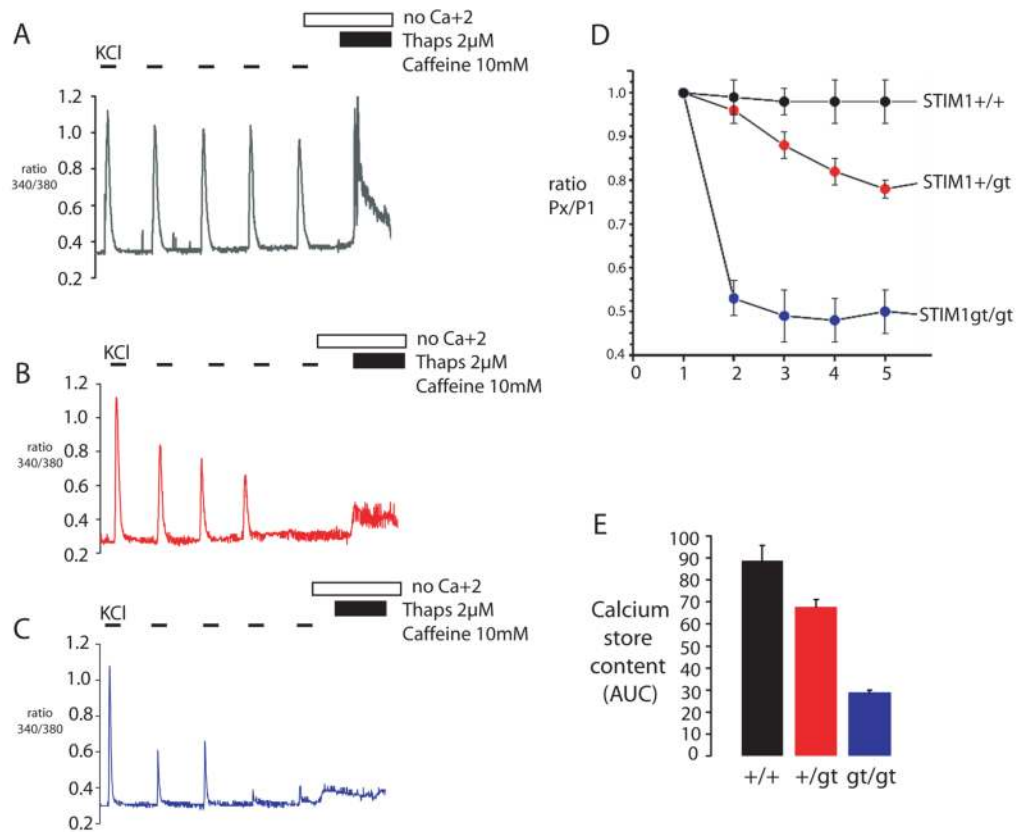 A
no Ca+2
Thaps 2μM
Caffeine 10mM
KCl
1.2
1.0
0.8
0.6
0.4
0.2
ratio
340/380
B
no Ca+2
Thaps 2μM
Caffeine 10mM
KCl
1.2
1.0
0.8
0.6
0.4
0.2
ratio
340/380
C
no Ca+2
Thaps 2μM
Caffeine 10mM
KCl
1.2
1.0
0.8
0.6
0.4
0.2
ratio
340/380
D
1.0
0.9
0.8
0.7
0.6
0.5
0.4
ratio
Px/P1
STIM1+/+
STIM1+/gt
STIM1gt/gt
0 0 1 2 3 4 5
E
100
90
80
70
60
50
40
30
20
10
0
Calcium
store
content
(AUC)
+/+ +/gt gt/gt